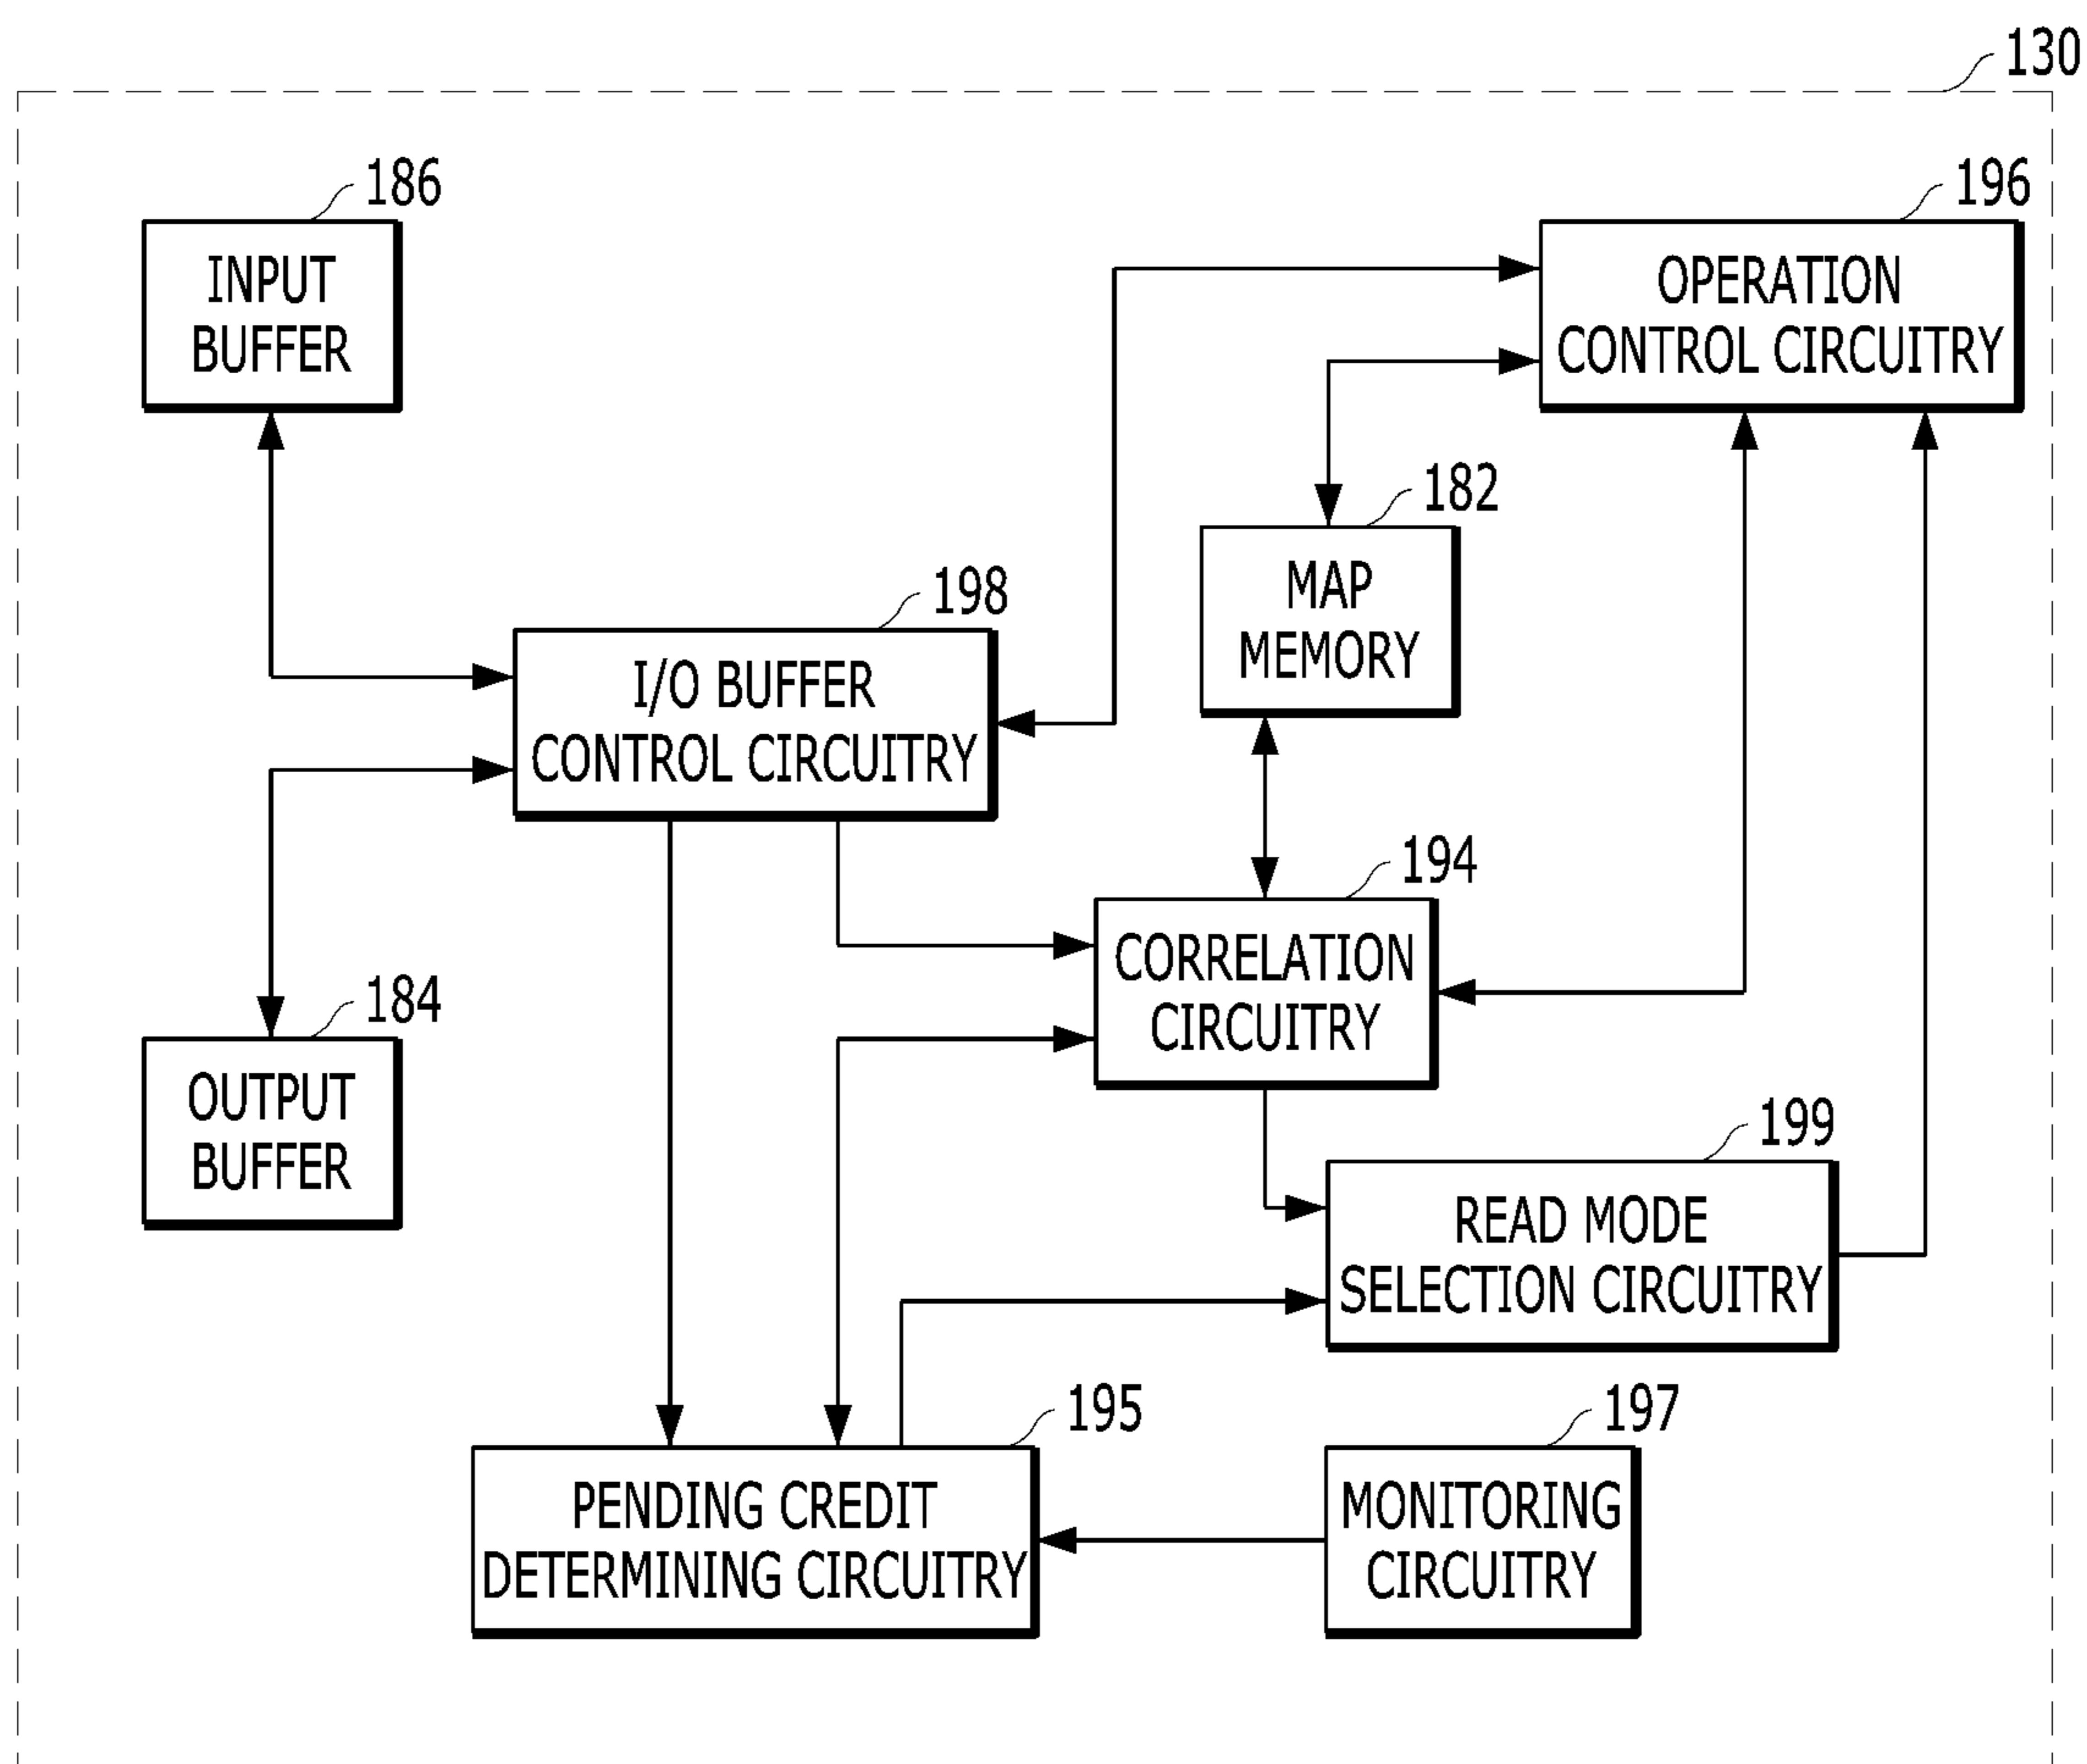 130
186
INPUT
BUFFER
196
OPERATION
CONTROL CIRCUITRY
182
MAP
MEMORY
198
I/O BUFFER
CONTROL CIRCUITRY
194
CORRELATION
CIRCUITRY
184
OUTPUT
BUFFER
199
READ MODE
SELECTION CIRCUITRY
195
PENDING CREDIT
DETERMINING CIRCUITRY
197
MONITORING
CIRCUITRY